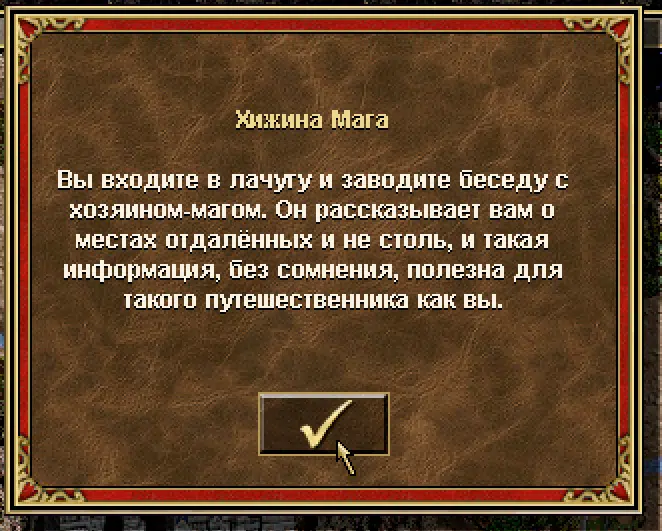 Хижина Мага
Вы входите в лачугу и заводите беседу с
хозяином-магом. Он рассказывает вам о
местах отдалённых и не столь, и такая
информация, без сомнения, полезна для
такого путешественника как вы.